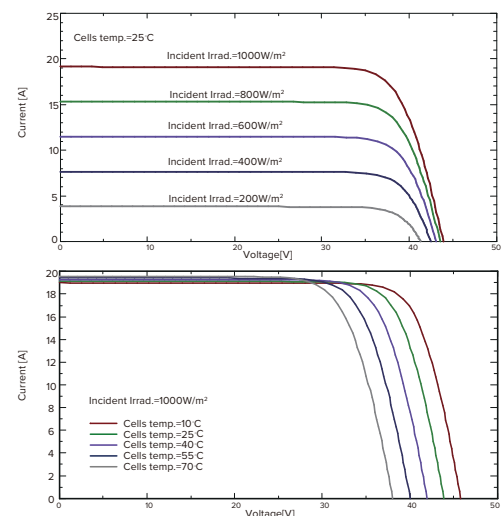 25
Cells temp.=25°C
Incident Irrad.=1000W/m²
20
15
Incident Irrad.=800W/m²
Current [A]
Incident Irrad.=600W/m²
10
Incident Irrad.=400W/m²
5
Incident Irrad.=200W/m²
0
0 10 20 30 40 50
Voltage[V]
20
18
16
14
12
Current [A]
10
8
6
4
2
0
Incident Irrad.=1000W/m²
Cells temp.=10°C
Cells temp.=25°C
Cells temp.=40°C
Cells temp.=55°C
Cells temp.=70°C
0 10 20 30 40 50
Voltage[V]